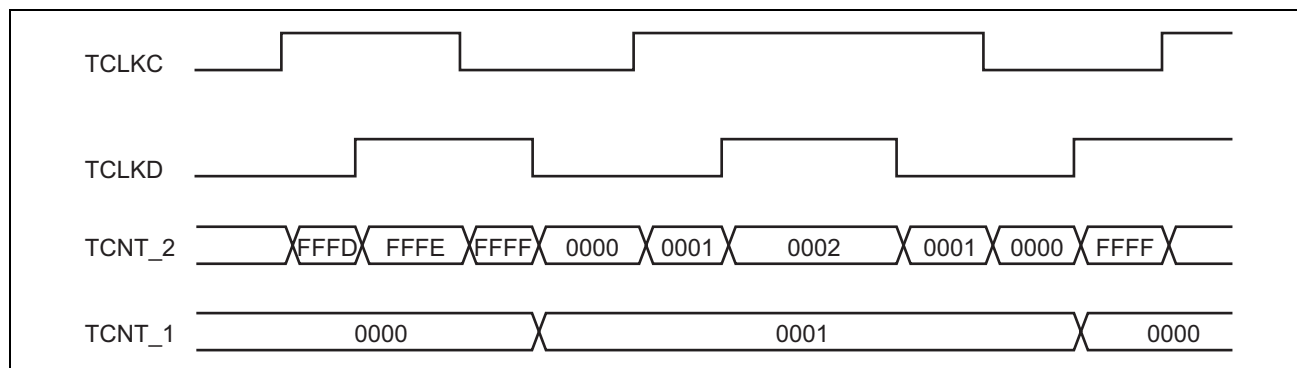 TCLKC
TCLKD
TCNT_2 FFFD FFFE FFFF 0000 0001 0002 0001 0000 FFFF
TCNT_1 0000 0001 0000